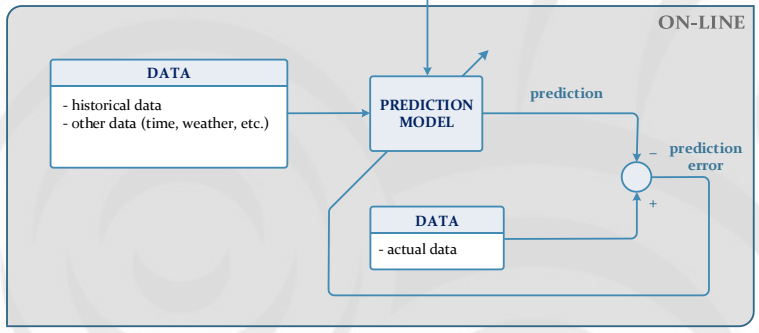 ON-LINE
DATA
- historical data
- other data (time, weather, etc.)
PREDICTION
MODEL
prediction
–
prediction
error
+
DATA
- actual data